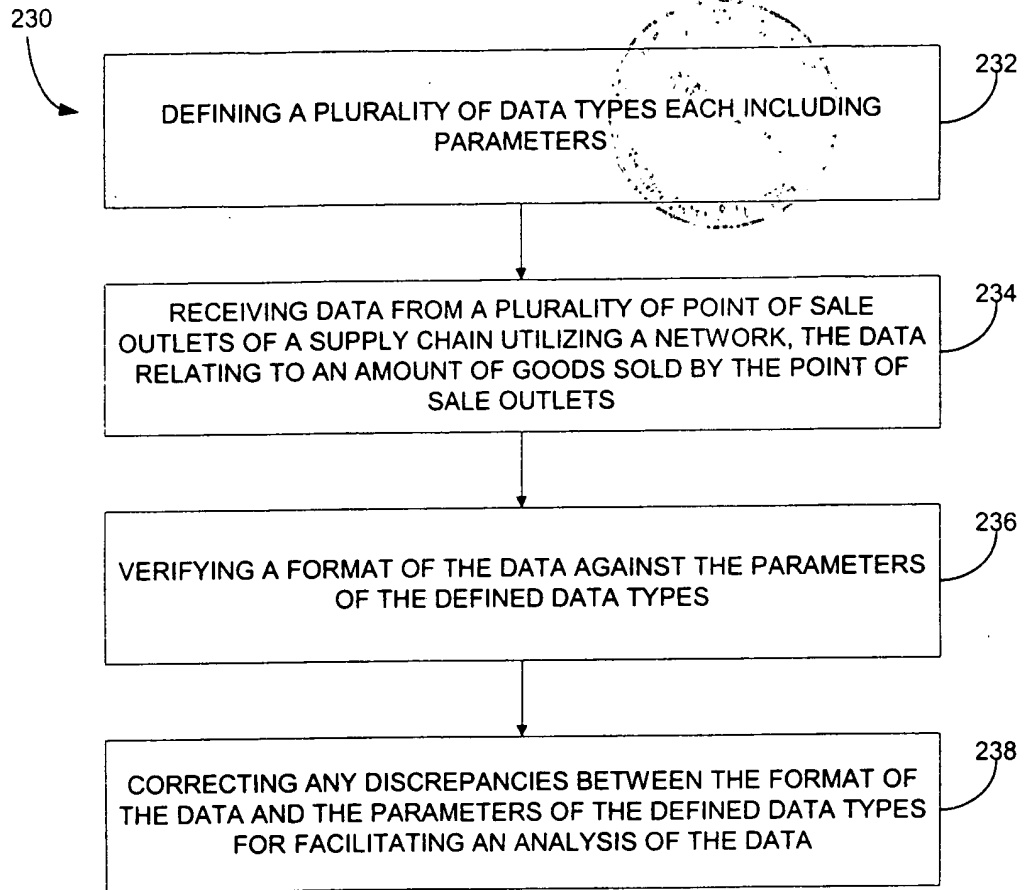 230
232
DEFINING A PLURALITY OF DATA TYPES EACH INCLUDING
PARAMETERS
234
RECEIVING DATA FROM A PLURALITY OF POINT OF SALE
OUTLETS OF A SUPPLY CHAIN UTILIZING A NETWORK, THE DATA
RELATING TO AN AMOUNT OF GOODS SOLD BY THE POINT OF
SALE OUTLETS
236
VERIFYING A FORMAT OF THE DATA AGAINST THE PARAMETERS
OF THE DEFINED DATA TYPES
238
CORRECTING ANY DISCREPANCIES BETWEEN THE FORMAT OF
THE DATA AND THE PARAMETERS OF THE DEFINED DATA TYPES
FOR FACILITATING AN ANALYSIS OF THE DATA